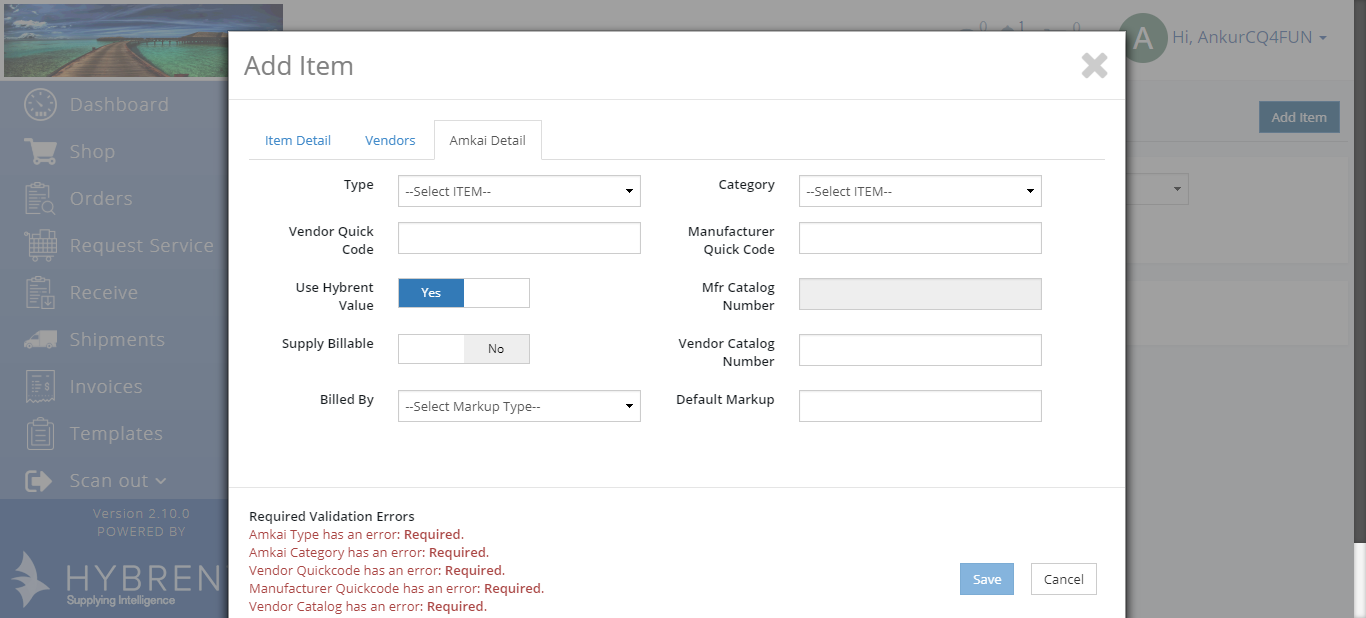 0 1 0
A Hi, AnkurCQ4FUN
Add Item
Dashboard
Shop
Orders
Request Service
Receive
Shipments
Invoices
Templates
Scan out
Version 2.10.0
POWERED BY
HYBREN
Supplying Intelligence
Add Item
Item Detail Vendors Amkai Detail
Type --Select ITEM-- Category --Select ITEM--
Vendor Quick
Code
Manufacturer
Quick Code
Use Hybrent
Value
Yes
Mfr Catalog
Number
Supply Billable No
Vendor Catalog
Number
Billed By --Select Markup Type-- Default Markup
Required Validation Errors
Amkai Type has an error: Required.
Amkai Category has an error: Required.
Vendor Quickcode has an error: Required.
Manufacturer Quickcode has an error: Required.
Vendor Catalog has an error: Required.
Save Cancel